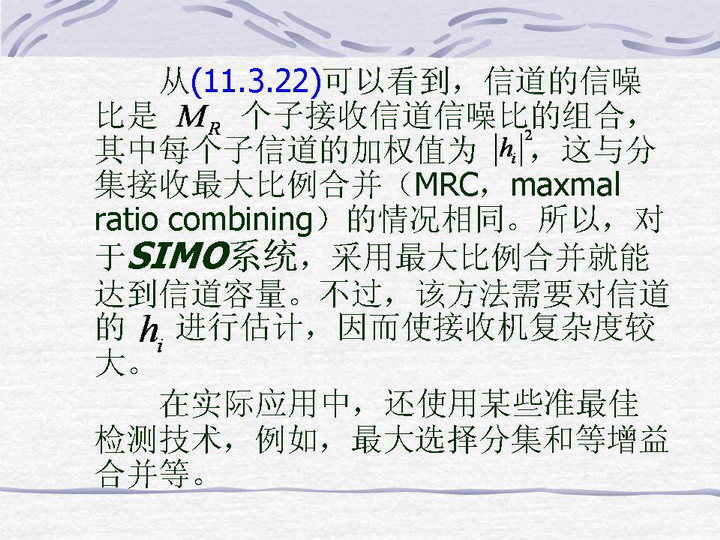 从(11.3.22)可以看到，信道的信噪
比是 M_R 个子接收信道信噪比的组合，
其中每个子信道的加权值为 |h_i|^2，这与分
集接收最大比例合并（MRC，maxmal
ratio combining）的情况相同。所以，对
于SIMO系统，采用最大比例合并就能
达到信道容量。不过，该方法需要对信道
的 h_i 进行估计，因而使接收机复杂度较
大。
在实际应用中，还使用某些准最佳
检测技术，例如，最大选择分集和等增益
合并等。